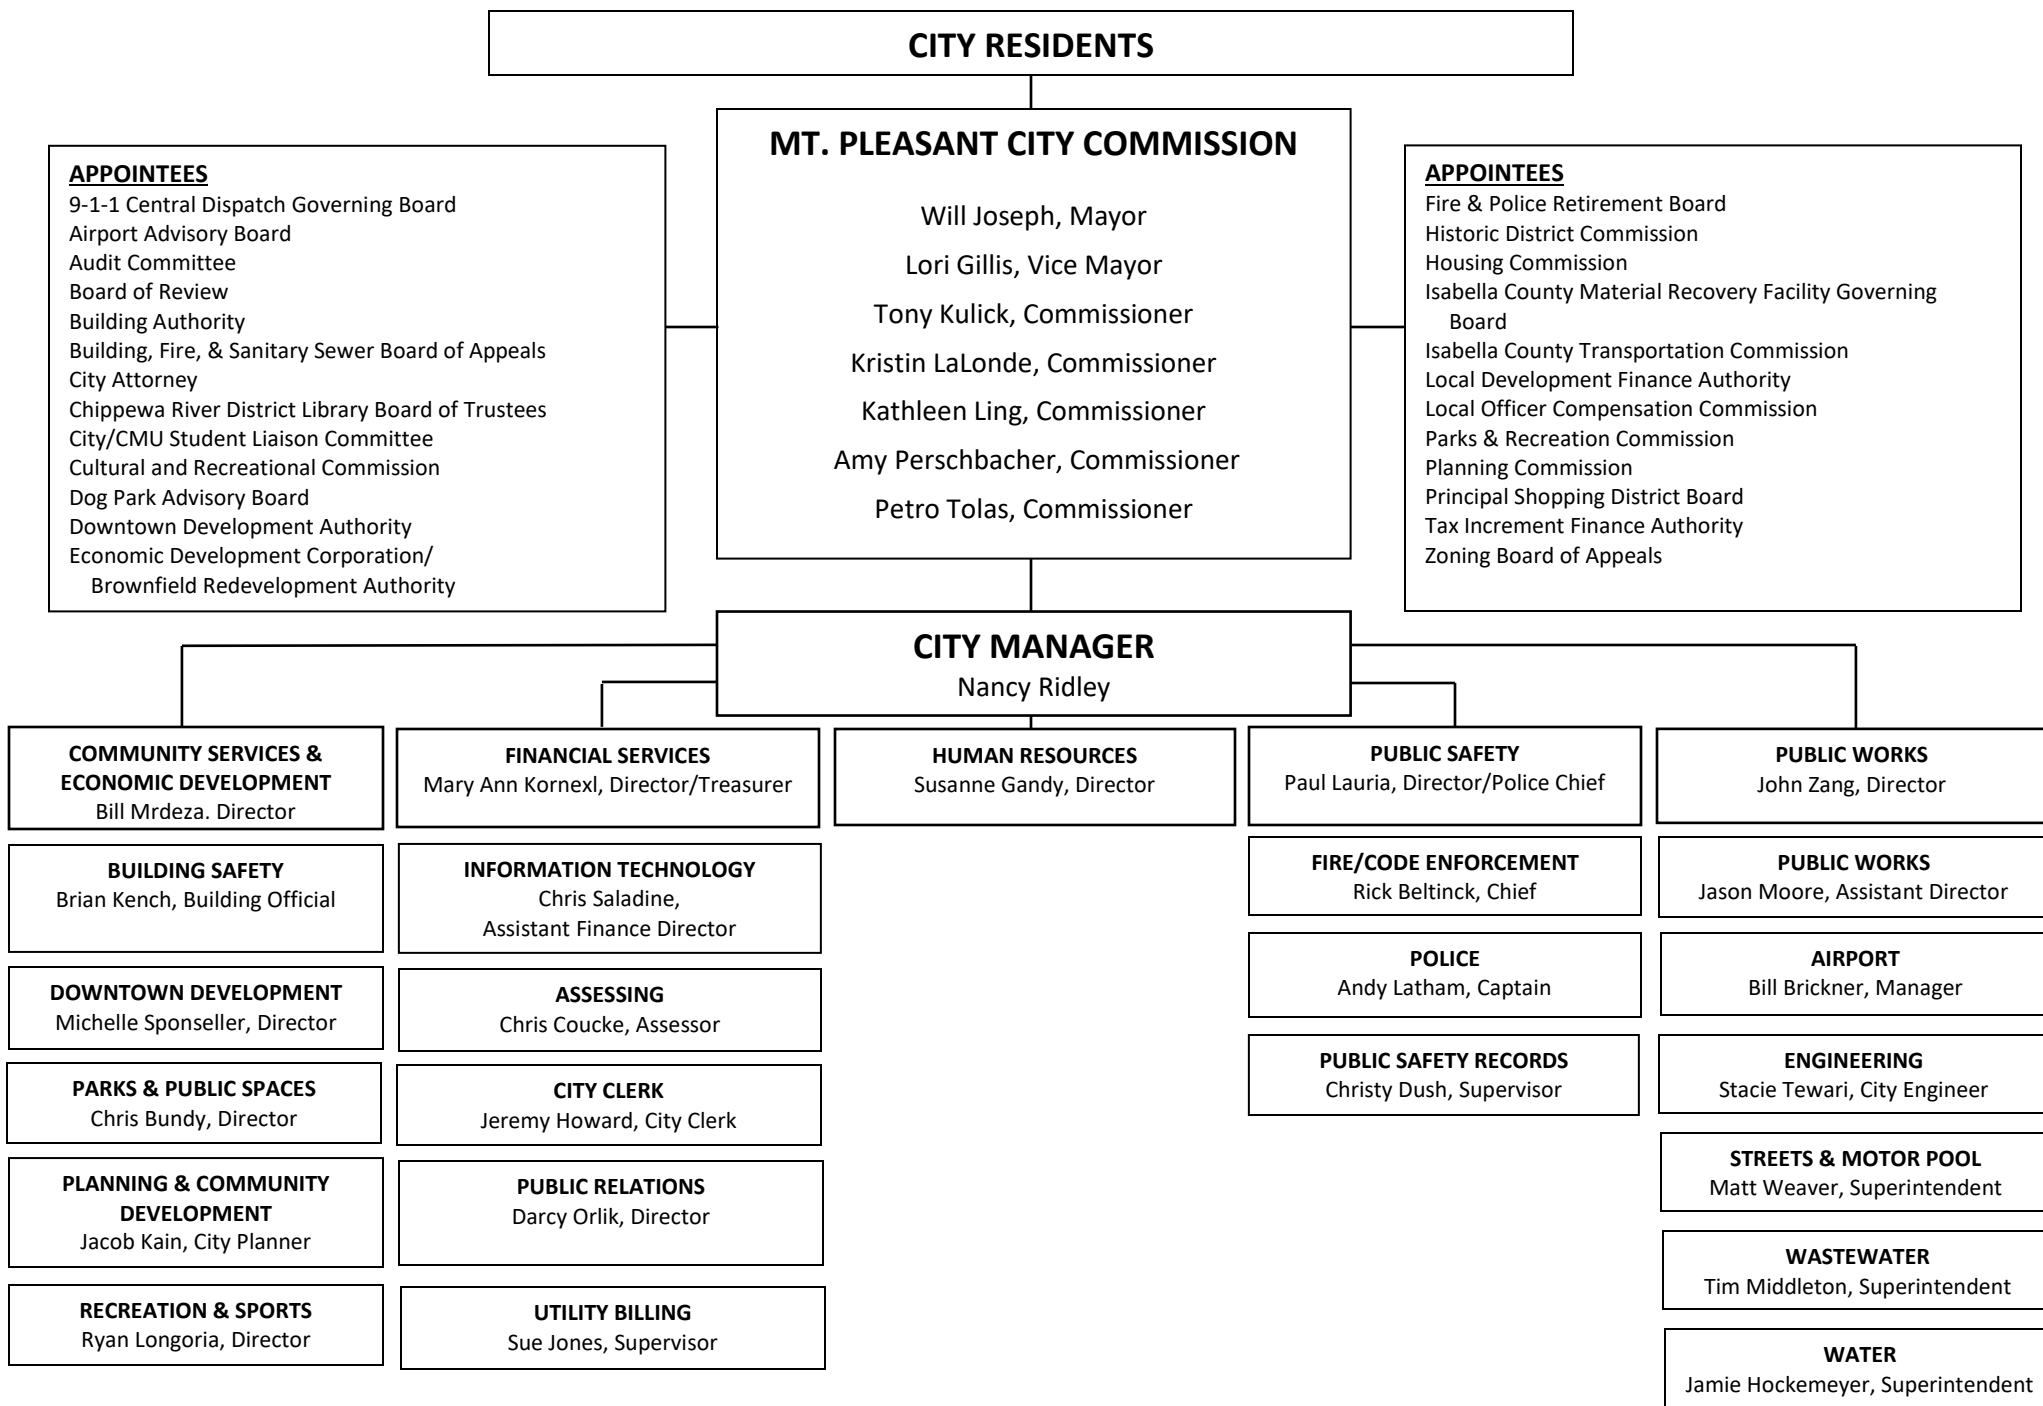 CITY RESIDENTS
MT. PLEASANT CITY COMMISSION
Will Joseph, Mayor
Lori Gillis, Vice Mayor
Tony Kulick, Commissioner
Kristin LaLonde, Commissioner
Kathleen Ling, Commissioner
Amy Perschbacher, Commissioner
Petro Tolas, Commissioner
APPOINTEES
9-1-1 Central Dispatch Governing Board
Airport Advisory Board
Audit Committee
Board of Review
Building Authority
Building, Fire, & Sanitary Sewer Board of Appeals
City Attorney
Chippewa River District Library Board of Trustees
City/CMU Student Liaison Committee
Cultural and Recreational Commission
Dog Park Advisory Board
Downtown Development Authority
Economic Development Corporation/
Brownfield Redevelopment Authority
APPOINTEES
Fire & Police Retirement Board
Historic District Commission
Housing Commission
Isabella County Material Recovery Facility Governing
Board
Isabella County Transportation Commission
Local Development Finance Authority
Local Officer Compensation Commission
Parks & Recreation Commission
Planning Commission
Principal Shopping District Board
Tax Increment Finance Authority
Zoning Board of Appeals
CITY MANAGER
Nancy Ridley
COMMUNITY SERVICES &
ECONOMIC DEVELOPMENT
Bill Mrdeza. Director
BUILDING SAFETY
Brian Kench, Building Official
DOWNTOWN DEVELOPMENT
Michelle Sponseller, Director
PARKS & PUBLIC SPACES
Chris Bundy, Director
PLANNING & COMMUNITY
DEVELOPMENT
Jacob Kain, City Planner
RECREATION & SPORTS
Ryan Longoria, Director
FINANCIAL SERVICES
Mary Ann Kornexl, Director/Treasurer
INFORMATION TECHNOLOGY
Chris Saladine,
Assistant Finance Director
ASSESSING
Chris Coucke, Assessor
CITY CLERK
Jeremy Howard, City Clerk
PUBLIC RELATIONS
Darcy Orlik, Director
UTILITY BILLING
Sue Jones, Supervisor
HUMAN RESOURCES
Susanne Gandy, Director
PUBLIC SAFETY
Paul Lauria, Director/Police Chief
FIRE/CODE ENFORCEMENT
Rick Beltinck, Chief
POLICE
Andy Latham, Captain
PUBLIC SAFETY RECORDS
Christy Dush, Supervisor
PUBLIC WORKS
John Zang, Director
PUBLIC WORKS
Jason Moore, Assistant Director
AIRPORT
Bill Brickner, Manager
ENGINEERING
Stacie Tewari, City Engineer
STREETS & MOTOR POOL
Matt Weaver, Superintendent
WASTEWATER
Tim Middleton, Superintendent
WATER
Jamie Hockemeyer, Superintendent